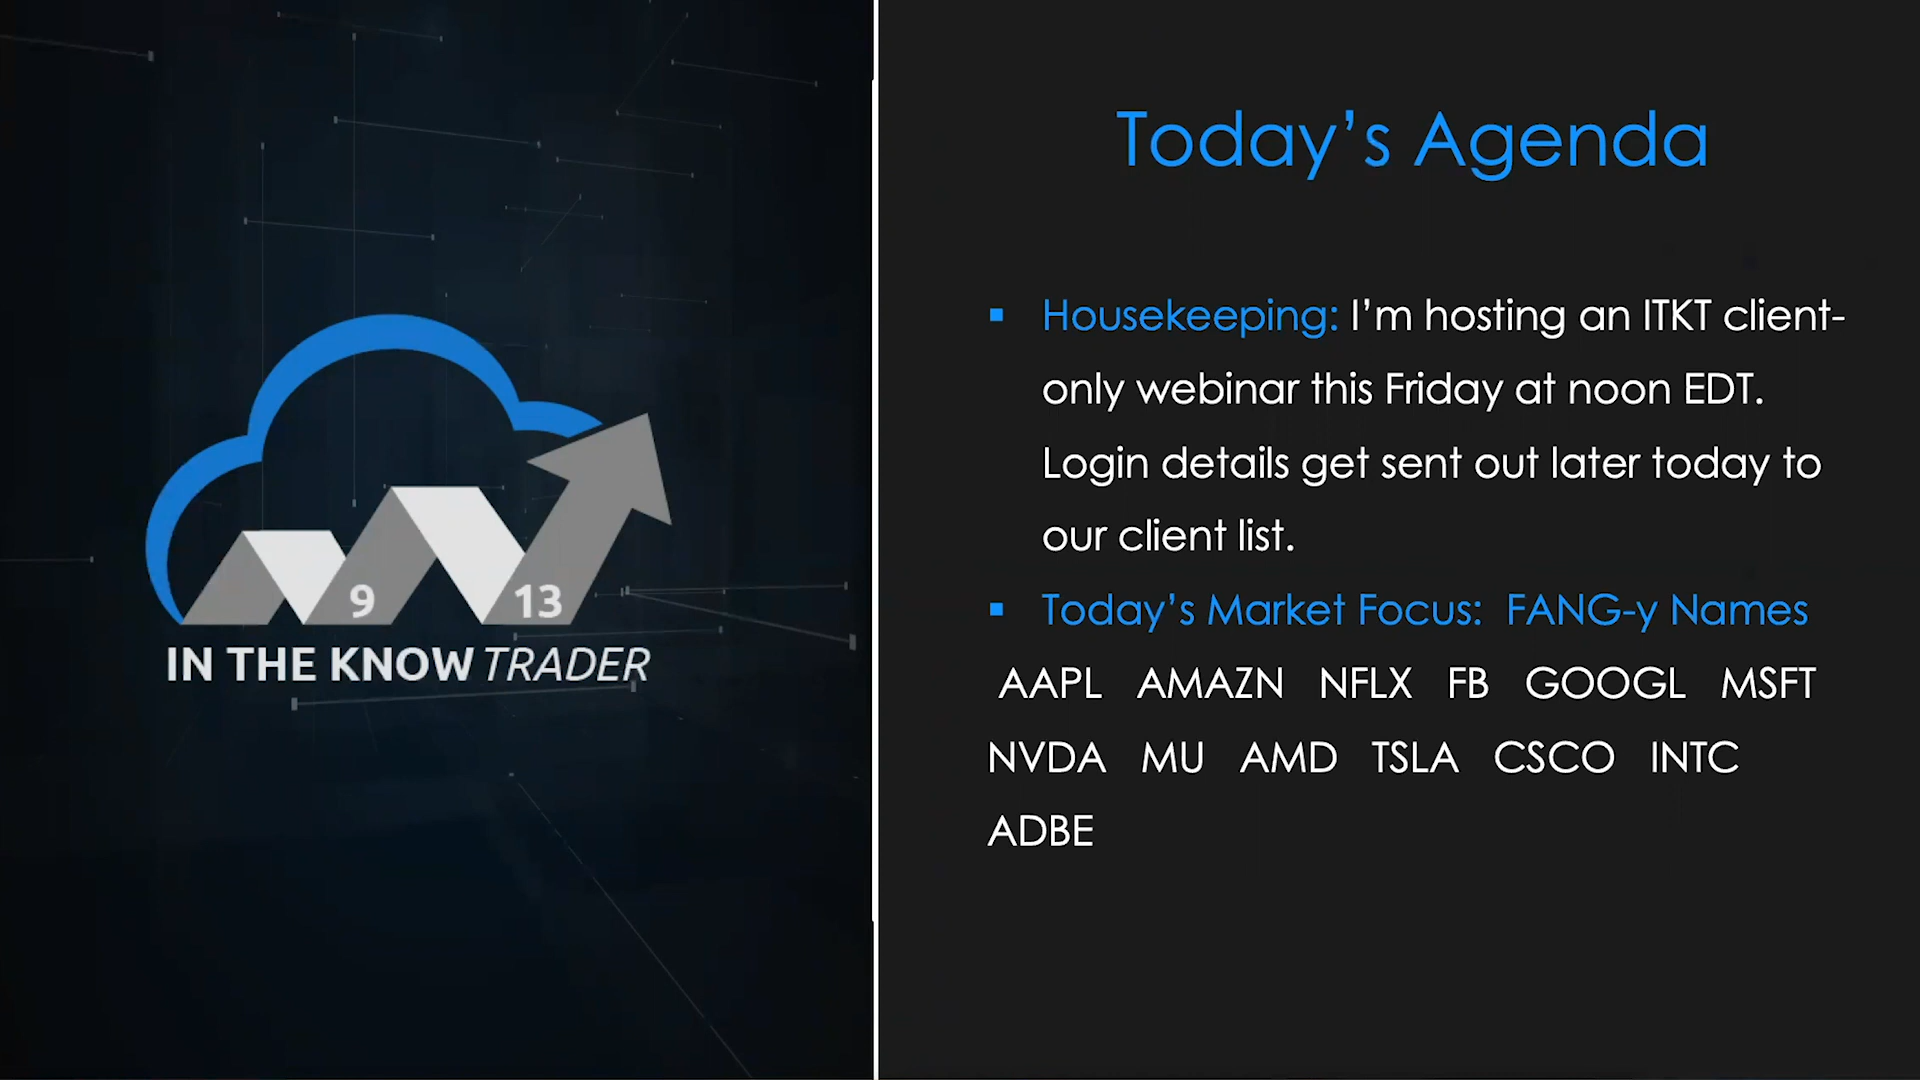 9 13
IN THE KNOW TRADER
Today’s Agenda
▪ Housekeeping: I’m hosting an ITKT client-
only webinar this Friday at noon EDT.
Login details get sent out later today to
our client list.
▪ Today’s Market Focus: FANG-y Names
AAPL AMAZN NFLX FB GOOGL MSFT
NVDA MU AMD TSLA CSCO INTC
ADBE